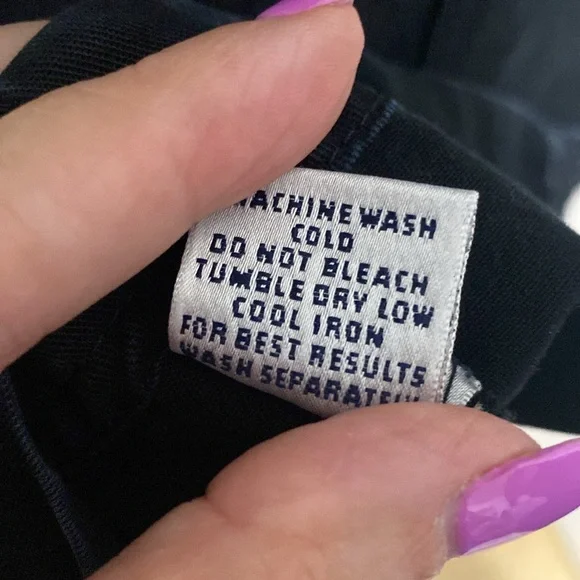 MACHINE WASH
COLD
DO NOT BLEACH
TUMBLE DRY LOW
COOL IRON
FOR BEST RESULTS
WASH SEPARATELY